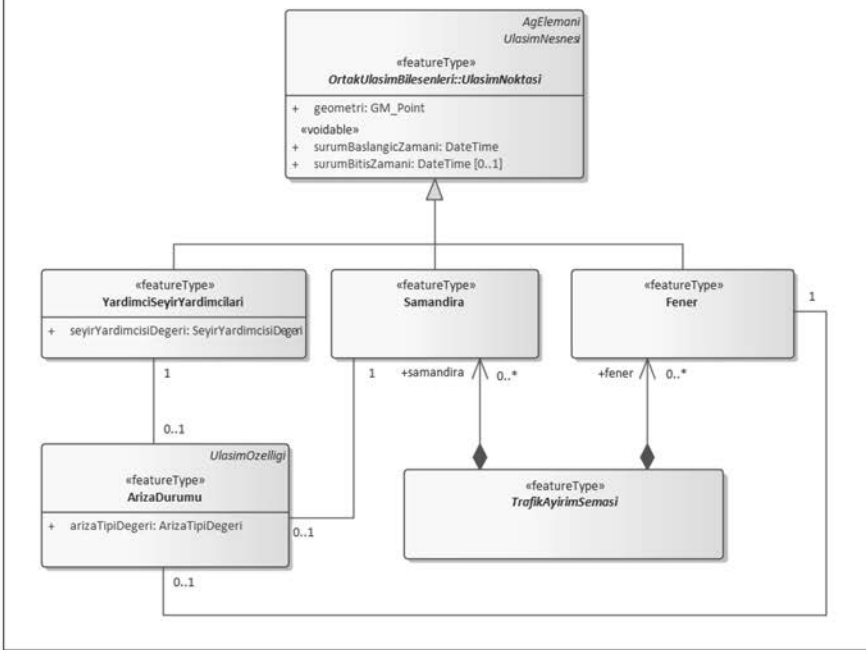 AgElemani
UlasimNesnesi
«featureType»
OrtakUlasimBilesenleri::UlasimNoktasi
+ geometri: GM_Point
«voidable»
+ surumBaslangicZamani: DateTime
+ surumBitisZamani: DateTime [0..1]
«featureType»
YardimciSeyirYardimcilari
+ seyirYardimcisiDegeri: SeyirYardimcisiDegeri
«featureType»
Samandira
«featureType»
Fener
1
1
1
+samandira
0..*
+fener
0..*
0..1
UlasimOzelligi
«featureType»
ArizaDurumu
+ arizaTipiDegeri: ArizaTipiDegeri
«featureType»
TrafikAyirimSemasi
0..1
0..1